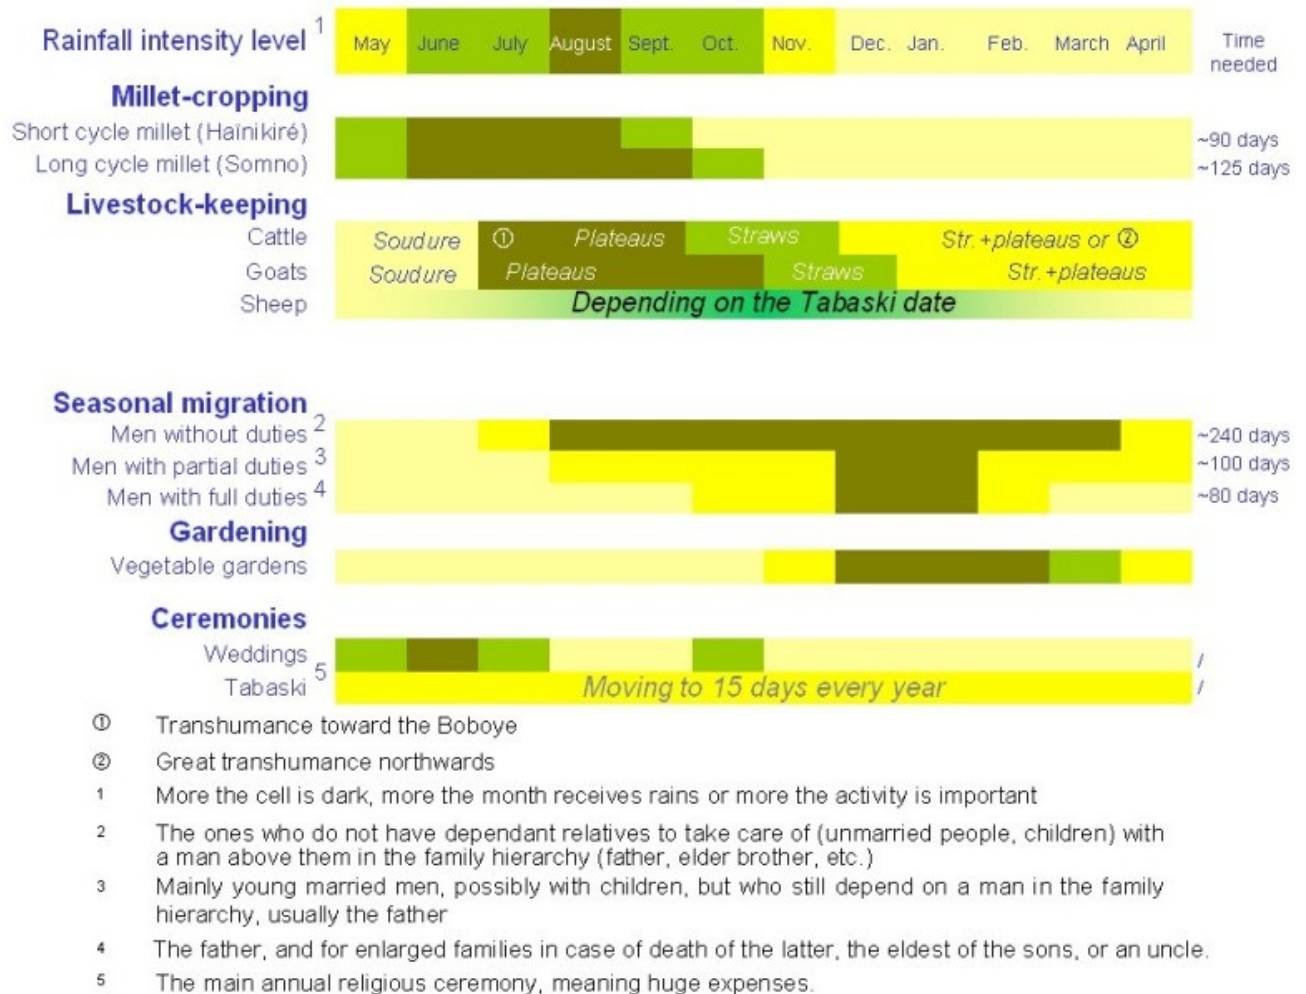 Rainfall intensity level 1 May June July August Sept. Oct. Nov. Dec. Jan. Feb. March April Time needed
Millet-cropping
Short cycle millet (Haïnikiré) ~90 days
Long cycle millet (Somno) ~125 days
Livestock-keeping
Cattle Soudure ① Plateaus Straws Str.+plateaus or ②
Goats Soudure Plateaus Straws Str.+plateaus
Sheep Depending on the Tabaski date
Seasonal migration
Men without duties 2 ~240 days
Men with partial duties 3 ~100 days
Men with full duties 4 ~80 days
Gardening
Vegetable gardens
Ceremonies
Weddings /
Tabaski 5 Moving to 15 days every year /
① Transhumance toward the Boboye
② Great transhumance northwards
1 More the cell is dark, more the month receives rains or more the activity is important
2 The ones who do not have dependant relatives to take care of (unmarried people, children) with
a man above them in the family hierarchy (father, elder brother, etc.)
3 Mainly young married men, possibly with children, but who still depend on a man in the family
hierarchy, usually the father
4 The father, and for enlarged families in case of death of the latter, the eldest of the sons, or an uncle.
5 The main annual religious ceremony, meaning huge expenses.